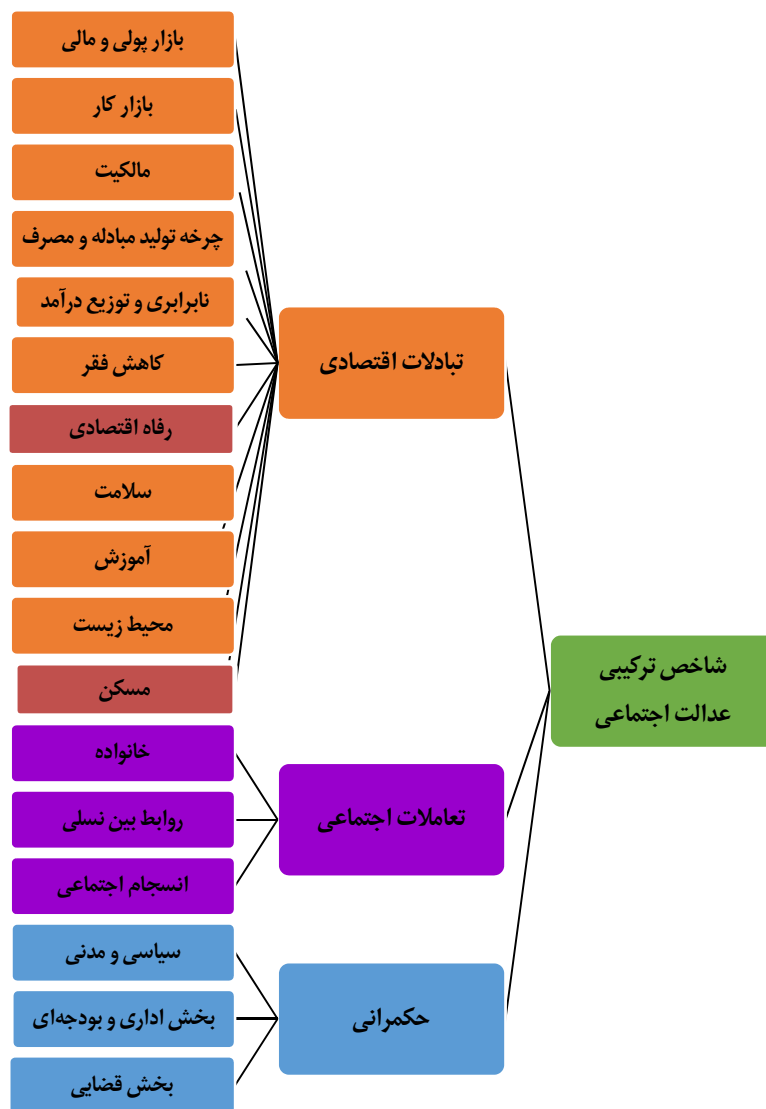 شاخص ترکیبی
عدالت اجتماعی
تبادلات اقتصادی
بازار پولی و مالی
بازار کار
مالکیت
چرخه تولید مبادله و مصرف
نابرابری و توزیع درآمد
کاهش فقر
رفاه اقتصادی
سلامت
آموزش
محیط زیست
مسکن
تعاملات اجتماعی
خانواده
روابط بین نسلی
انسجام اجتماعی
حکمرانی
سیاسی و مدنی
بخش اداری و بودجه‌ای
بخش قضایی